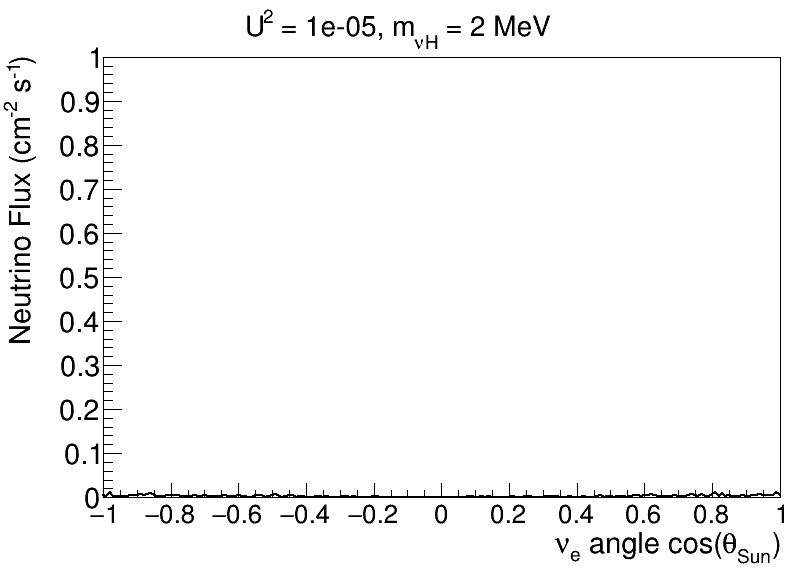 U² = 1e-05, m_νH = 2 MeV
Neutrino Flux (cm⁻² s⁻¹)
1
0.9
0.8
0.7
0.6
0.5
0.4
0.3
0.2
0.1
0
−1 −0.8 −0.6 −0.4 −0.2 0 0.2 0.4 0.6 0.8 1
ν_e angle cos(θ_Sun)